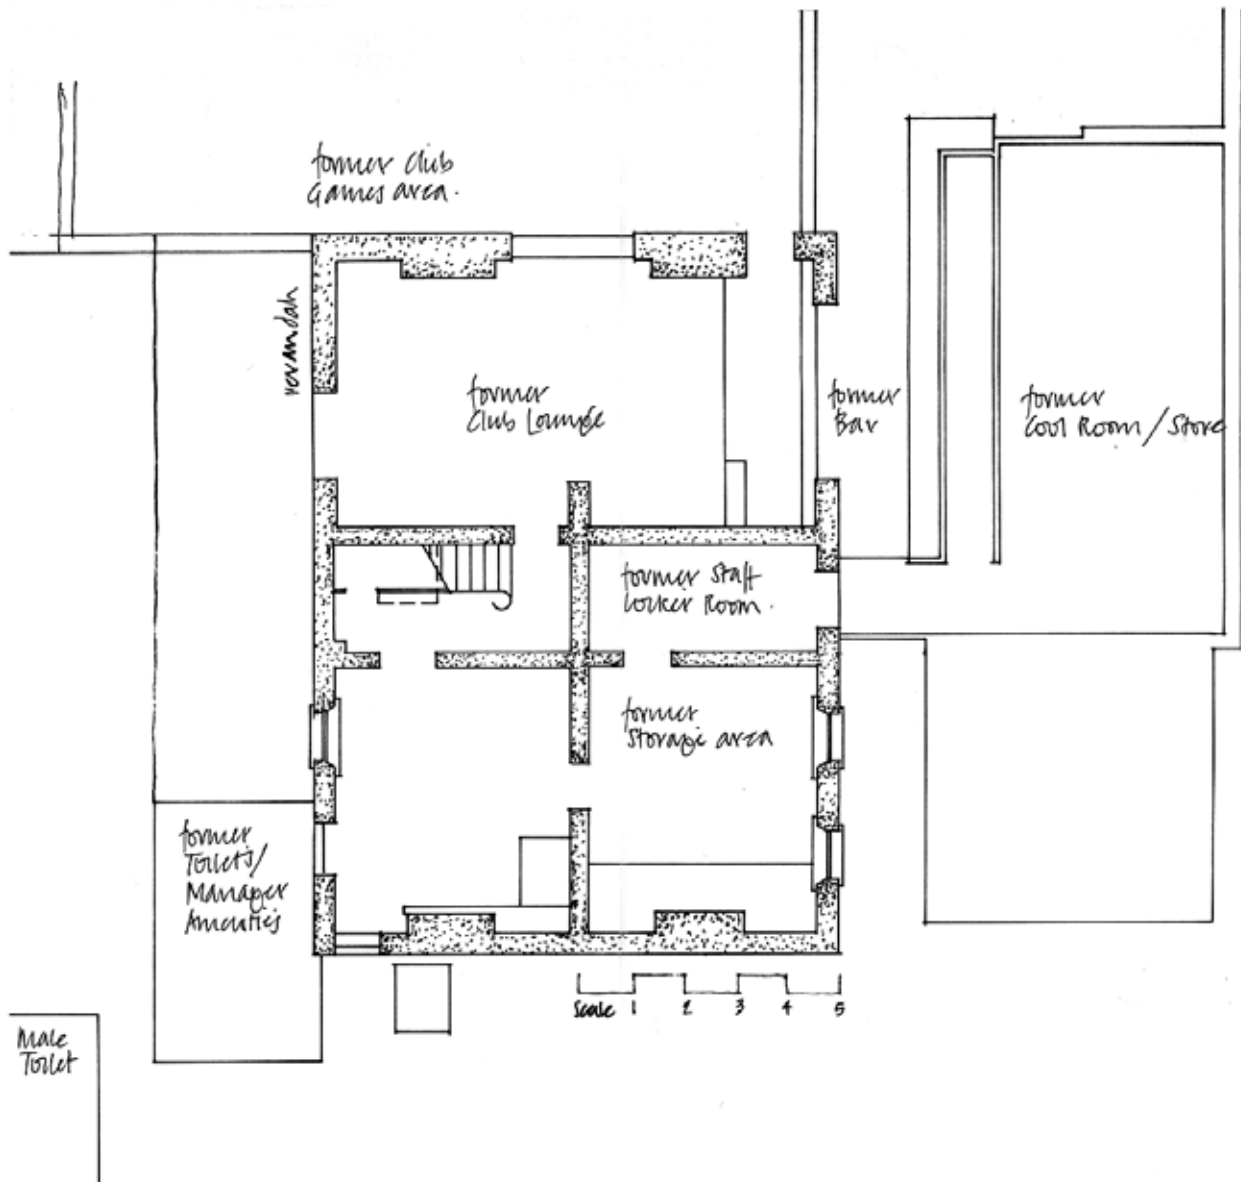 former Club
Games area.
verandah
former
Club Lounge
former
Bar
former
Cool Room/Store
former Staff
Locker Room.
former
Storage area
former
Toilets/
Manager
Amenities
Scale 1 2 3 4 5
Male
Toilet